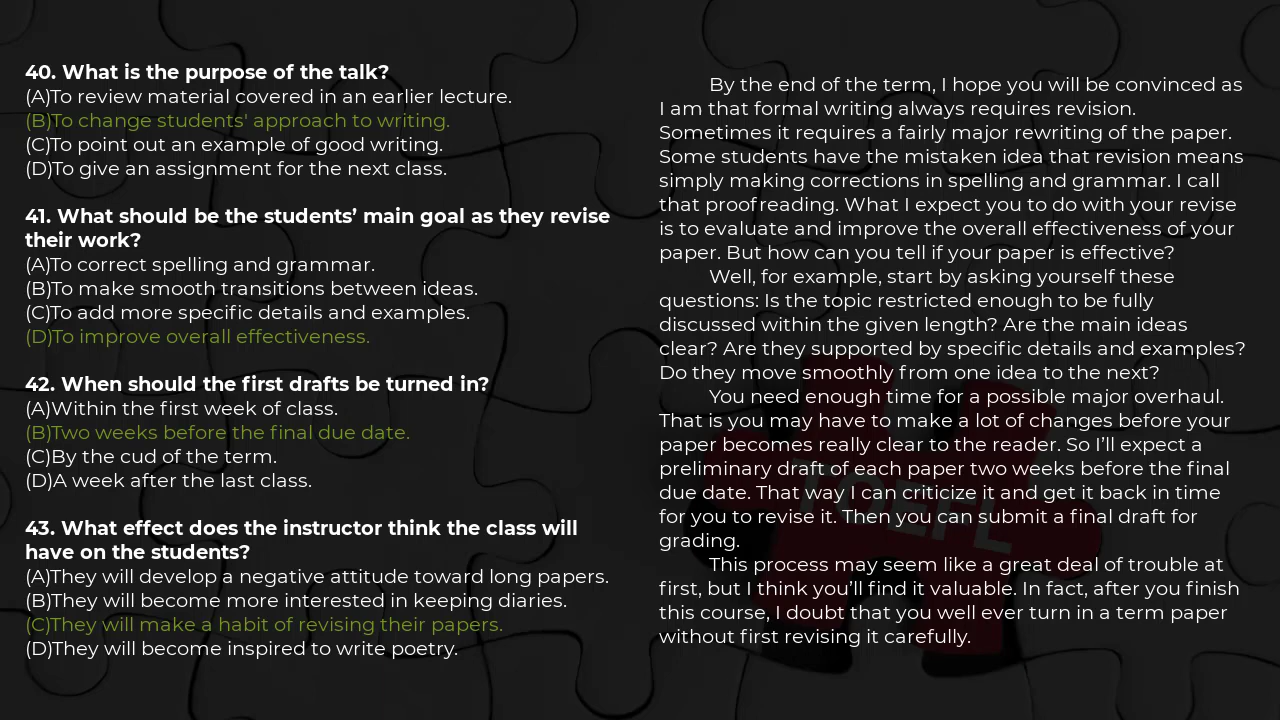 40. What is the purpose of the talk?
(A)To review material covered in an earlier lecture.
(B)To change students' approach to writing.
(C)To point out an example of good writing.
(D)To give an assignment for the next class.
41. What should be the students’ main goal as they revise
their work?
(A)To correct spelling and grammar.
(B)To make smooth transitions between ideas.
(C)To add more specific details and examples.
(D)To improve overall effectiveness.
42. When should the first drafts be turned in?
(A)Within the first week of class.
(B)Two weeks before the final due date.
(C)By the cud of the term.
(D)A week after the last class.
43. What effect does the instructor think the class will
have on the students?
(A)They will develop a negative attitude toward long papers.
(B)They will become more interested in keeping diaries.
(C)They will make a habit of revising their papers.
(D)They will become inspired to write poetry.
By the end of the term, I hope you will be convinced as
I am that formal writing always requires revision.
Sometimes it requires a fairly major rewriting of the paper.
Some students have the mistaken idea that revision means
simply making corrections in spelling and grammar. I call
that proofreading. What I expect you to do with your revise
is to evaluate and improve the overall effectiveness of your
paper. But how can you tell if your paper is effective?
Well, for example, start by asking yourself these
questions: Is the topic restricted enough to be fully
discussed within the given length? Are the main ideas
clear? Are they supported by specific details and examples?
Do they move smoothly from one idea to the next?
You need enough time for a possible major overhaul.
That is you may have to make a lot of changes before your
paper becomes really clear to the reader. So I’ll expect a
preliminary draft of each paper two weeks before the final
due date. That way I can criticize it and get it back in time
for you to revise it. Then you can submit a final draft for
grading.
This process may seem like a great deal of trouble at
first, but I think you’ll find it valuable. In fact, after you finish
this course, I doubt that you well ever turn in a term paper
without first revising it carefully.
TOEFL